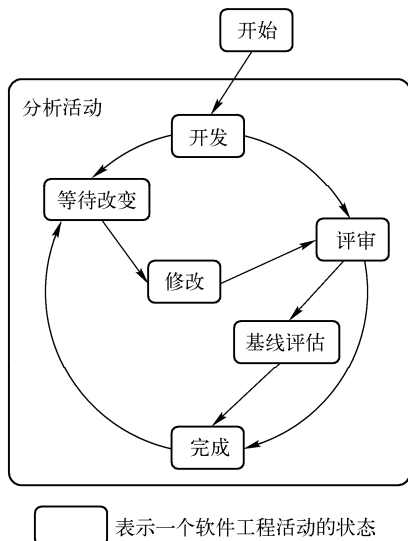 开始
分析活动
开发
等待改变
评审
修改
基线评估
完成
表示一个软件工程活动的状态